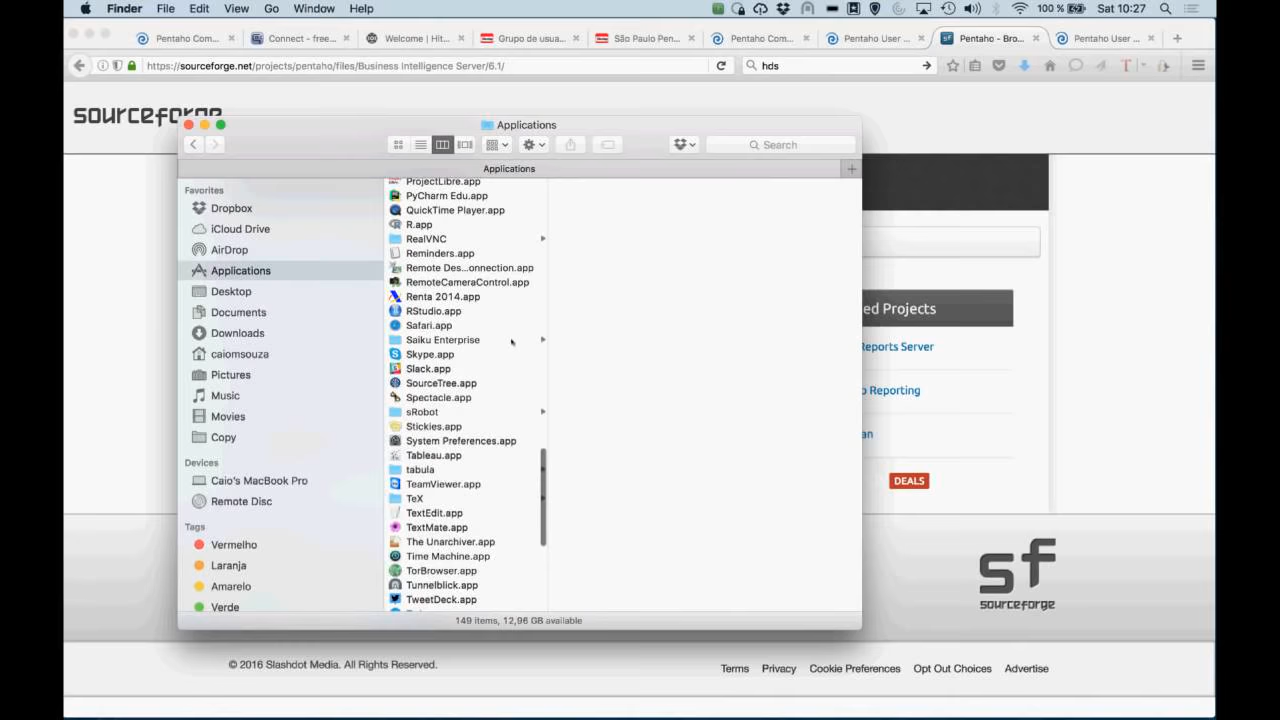 Finder File Edit View Go Window Help 100 % Sat 10:27
Pentaho Com... Connect - free... Welcome | Hit... Grupo de usua... São Paulo Pen... Pentaho Com... Pentaho User ... Pentaho - Bro... Pentaho User ...
https://sourceforge.net/projects/pentaho/files/Business Intelligence Server/6.1/ hds
sourceforge
Applications
Search
Applications
Favorites
Dropbox
iCloud Drive
AirDrop
Applications
Desktop
Documents
Downloads
caiomsouza
Pictures
Music
Movies
Copy
Devices
Caio's MacBook Pro
Remote Disc
Tags
Vermelho
Laranja
Amarelo
Verde
ProjectLibre.app
PyCharm Edu.app
QuickTime Player.app
R.app
RealVNC
Reminders.app
Remote Des...onnection.app
RemoteCameraControl.app
Renta 2014.app
RStudio.app
Safari.app
Saiku Enterprise
Skype.app
Slack.app
SourceTree.app
Spectacle.app
sRobot
Stickies.app
System Preferences.app
Tableau.app
tabula
TeamViewer.app
TeX
TextEdit.app
TextMate.app
The Unarchiver.app
Time Machine.app
TorBrowser.app
Tunnelblick.app
TweetDeck.app
149 items, 12,96 GB available
ed Projects
Reports Server
o Reporting
an
DEALS
sf
sourceforge
© 2016 Slashdot Media. All Rights Reserved.
Terms Privacy Cookie Preferences Opt Out Choices Advertise